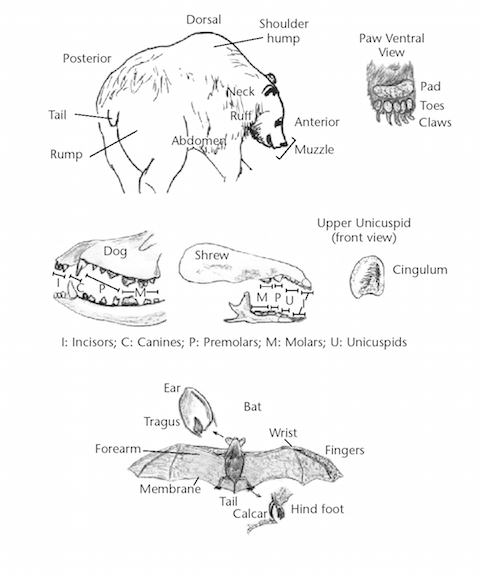 Dorsal
Shoulder
hump
Paw Ventral
View
Posterior
Neck
Pad
Tail
Ruff
Toes
Anterior
Claws
Abdomen
Rump
Muzzle
Upper Unicuspid
(front view)
Dog
Shrew
Cingulum
I C P M
M P U I
I: Incisors; C: Canines; P: Premolars; M: Molars; U: Unicuspids
Ear
Bat
Tragus
Wrist
Forearm
Fingers
Membrane
Tail
Calcar
Hind foot